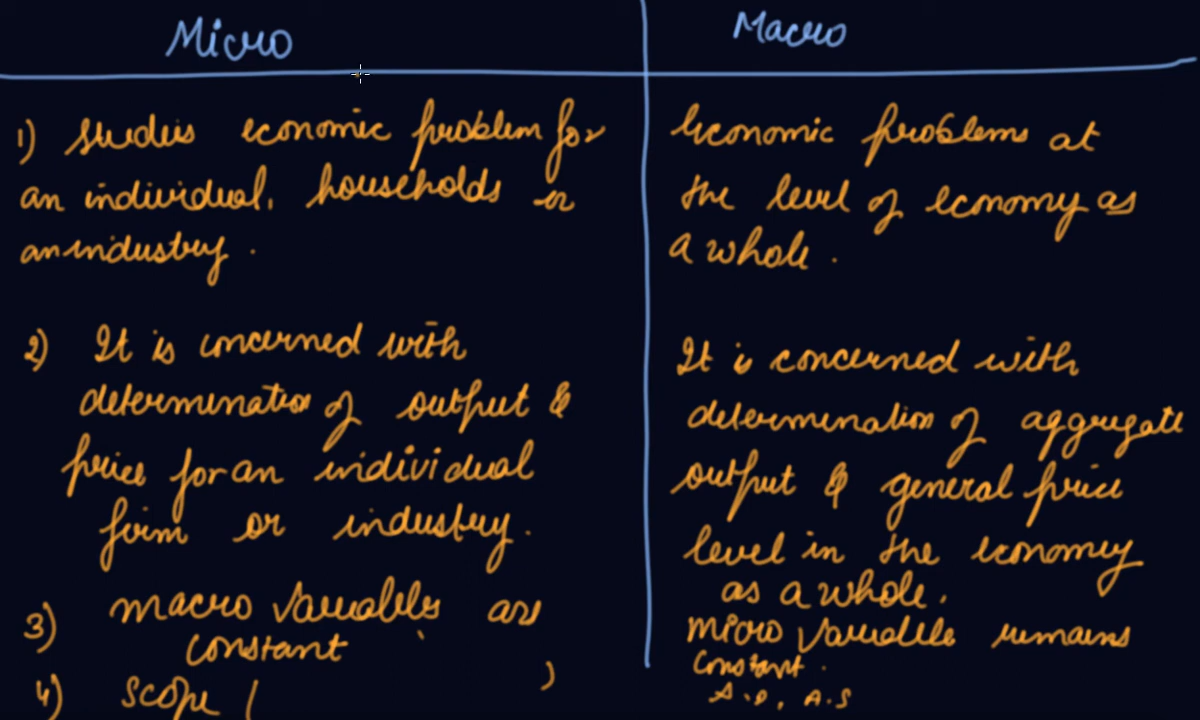 Micro
Macro
1) studies economic problem for
an individual, households or
an industry.
Economic problems at
the level of economy as
a whole.
2) It is concerned with
determination of output &
price for an individual
firm or industry.
It is concerned with
determination of aggregate
output & general price
level in the economy
as a whole.
3) macro variables are
constant
micro variable remains
constant.
4) scope ( )
A.D, A.S